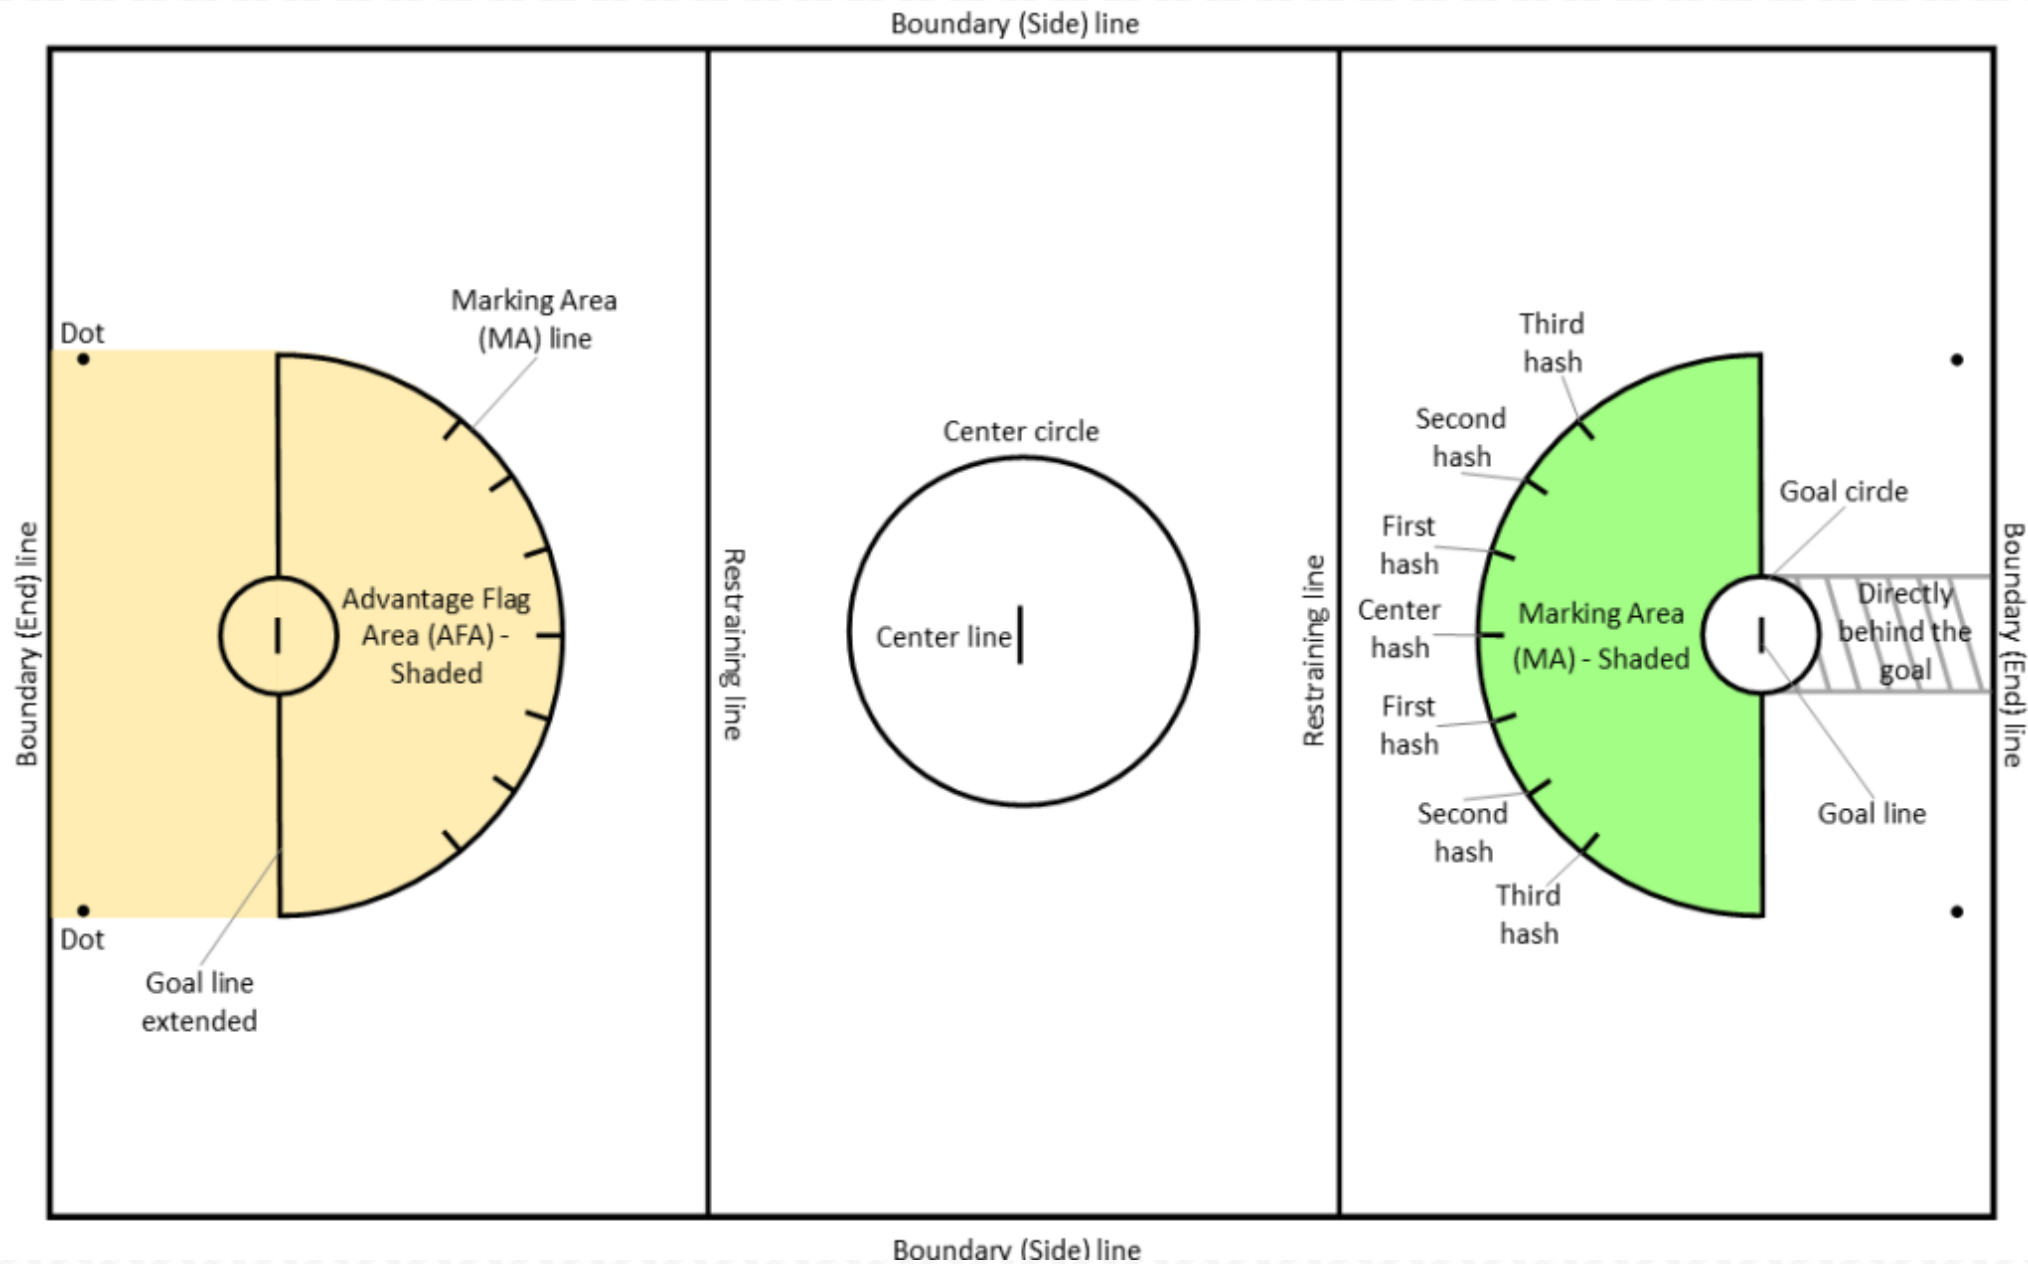 Boundary (Side) line
Marking Area
(MA) line
Dot
Advantage Flag
Area (AFA) -
Shaded
Boundary (End) line
Dot
Goal line
extended
Restraining line
Center circle
Center line
Restraining line
Third
hash
Second
hash
First
hash
Center
hash
First
hash
Second
hash
Third
hash
Marking Area
(MA) - Shaded
Goal circle
Directly
behind the
goal
Goal line
Boundary (End) line
Boundary (Side) line